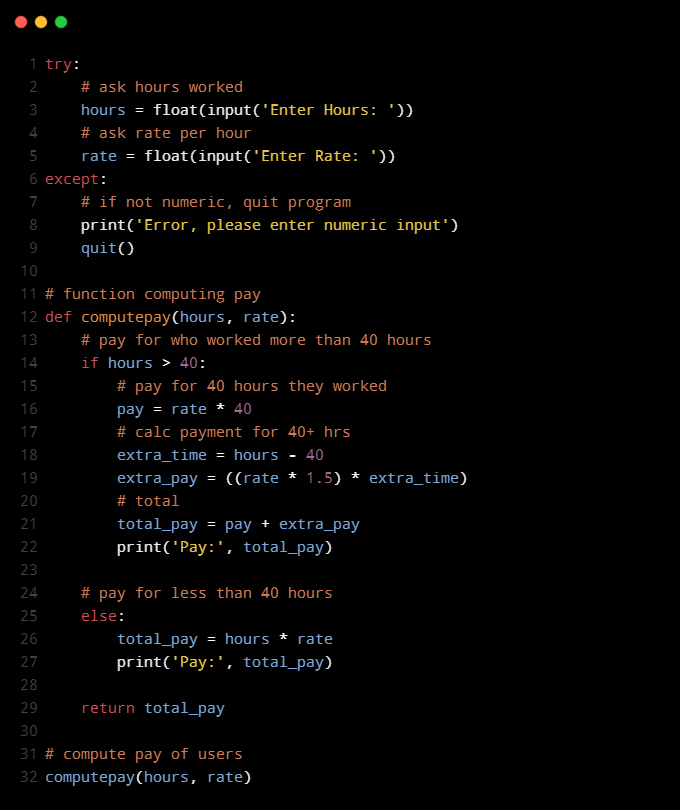 1 try:
2     # ask hours worked
3     hours = float(input('Enter Hours: '))
4     # ask rate per hour
5     rate = float(input('Enter Rate: '))
6 except:
7     # if not numeric, quit program
8     print('Error, please enter numeric input')
9     quit()
10
11 # function computing pay
12 def computepay(hours, rate):
13     # pay for who worked more than 40 hours
14     if hours > 40:
15         # pay for 40 hours they worked
16         pay = rate * 40
17         # calc payment for 40+ hrs
18         extra_time = hours - 40
19         extra_pay = ((rate * 1.5) * extra_time)
20         # total
21         total_pay = pay + extra_pay
22         print('Pay:', total_pay)
23
24     # pay for less than 40 hours
25     else:
26         total_pay = hours * rate
27         print('Pay:', total_pay)
28
29     return total_pay
30
31 # compute pay of users
32 computepay(hours, rate)